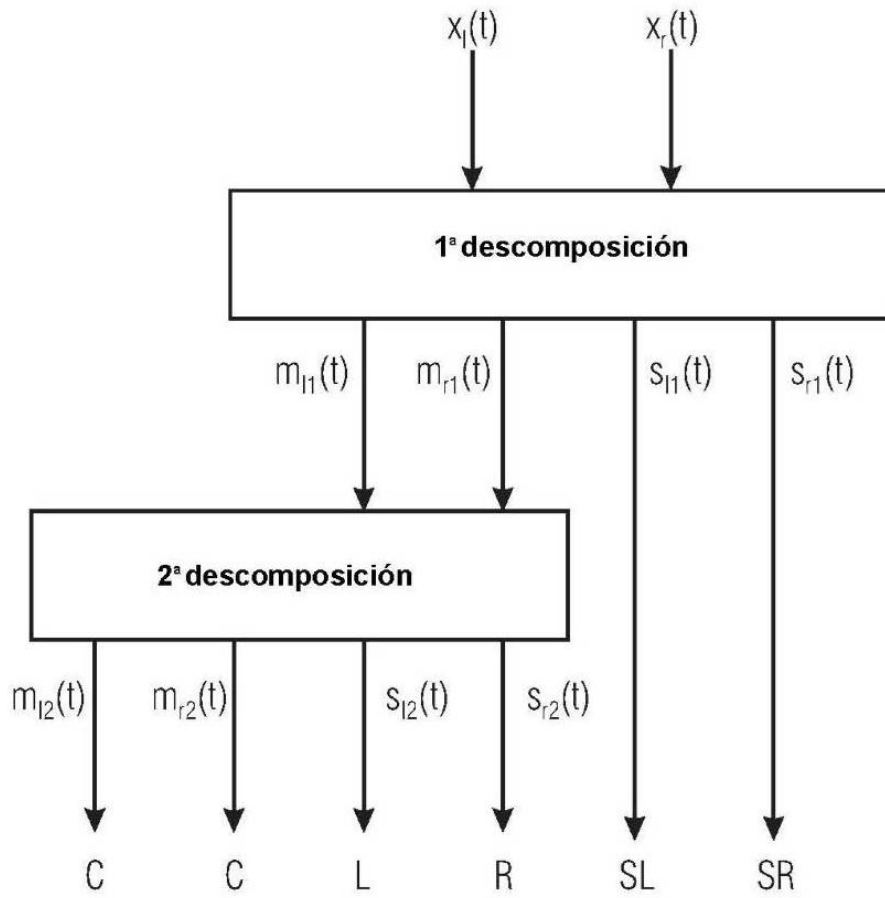 x_l(t) x_r(t)
1ª descomposición
m_l1(t) m_r1(t) s_l1(t) s_r1(t)
2ª descomposición
m_l2(t) m_r2(t) s_l2(t) s_r2(t)
C C L R SL SR